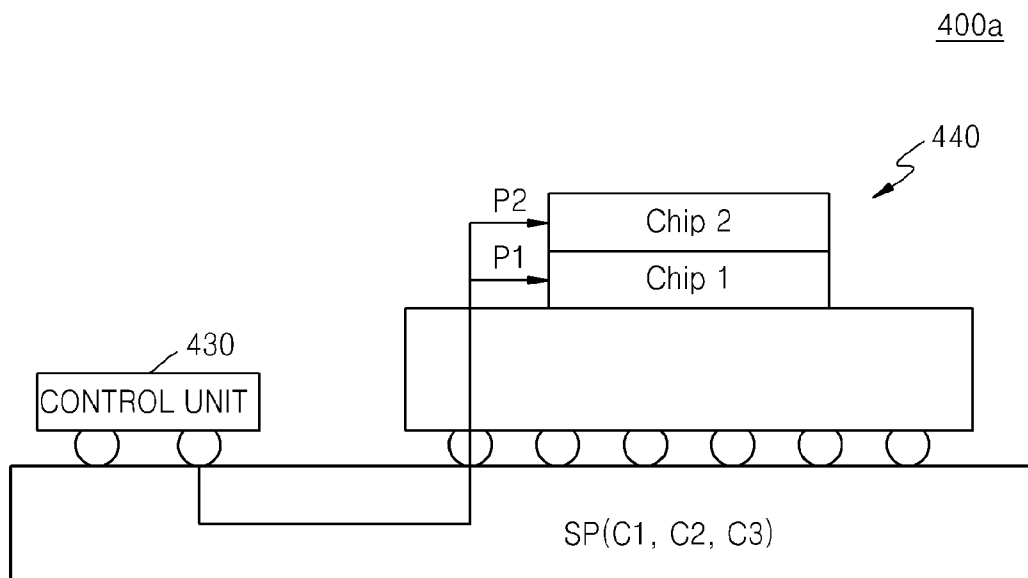 400a
440
P2
Chip 2
P1
Chip 1
430
CONTROL UNIT
SP(C1, C2, C3)